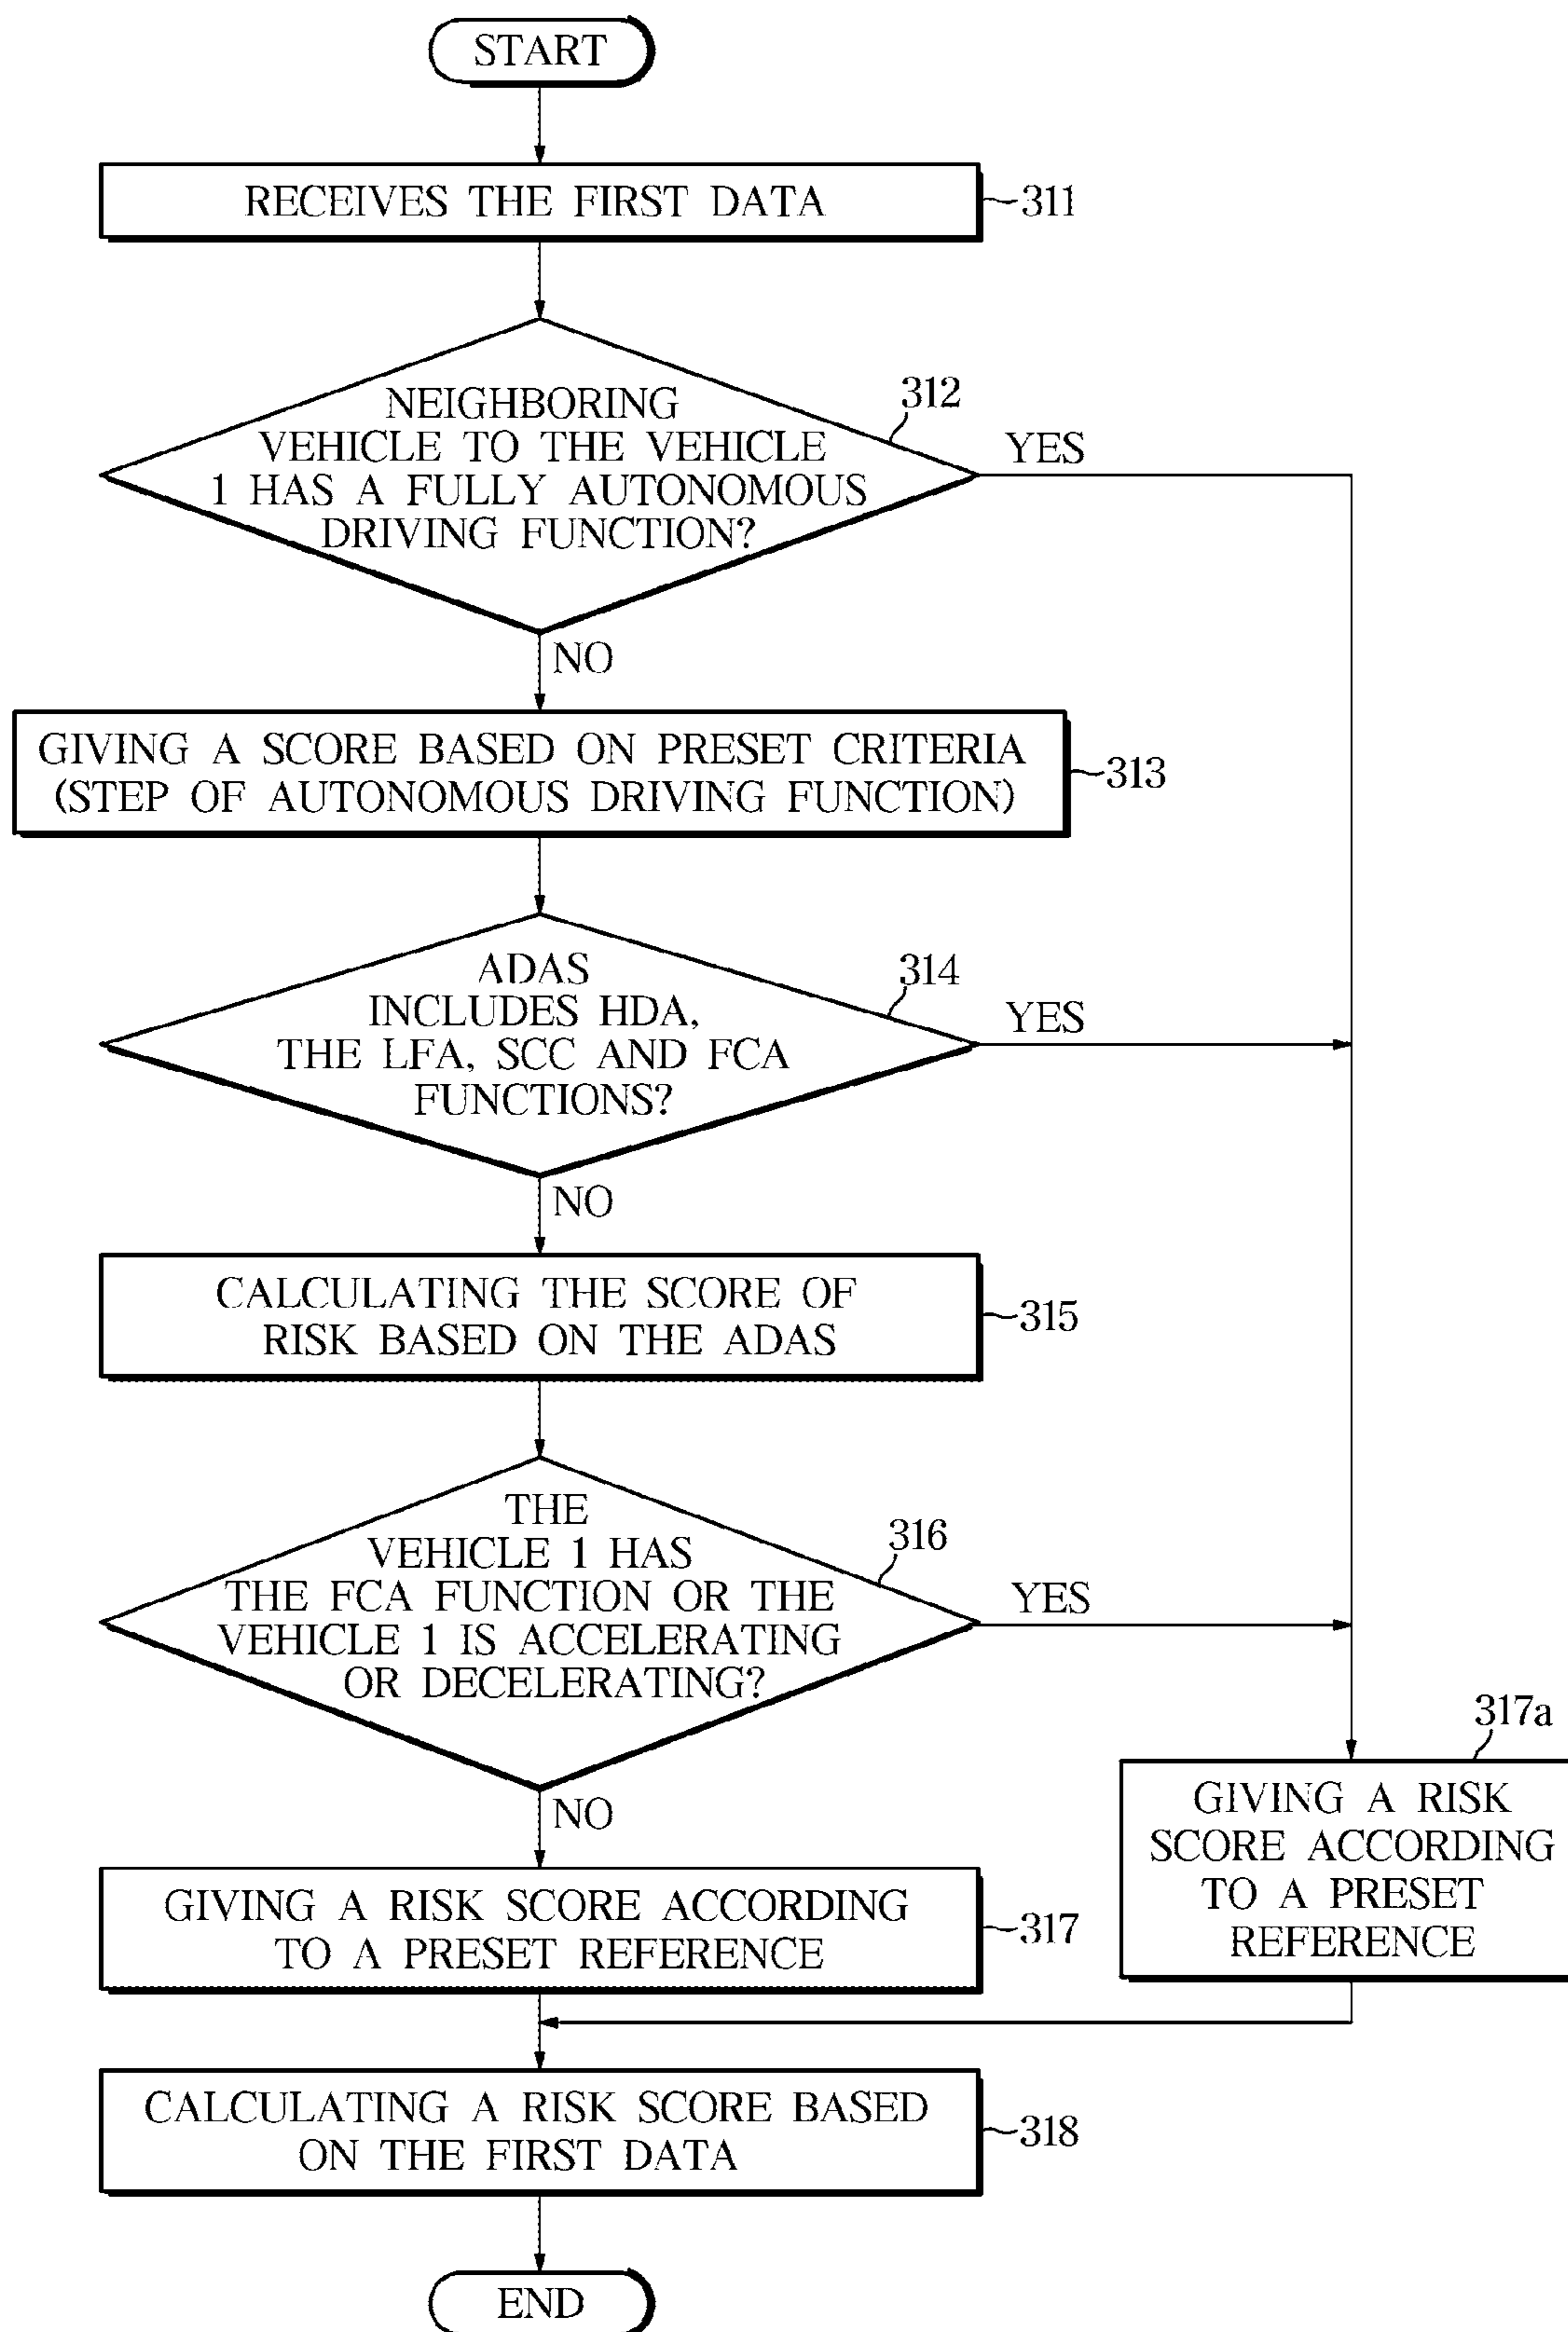 START
RECEIVES THE FIRST DATA
311
NEIGHBORING
VEHICLE TO THE VEHICLE
1 HAS A FULLY AUTONOMOUS
DRIVING FUNCTION?
312
YES
NO
GIVING A SCORE BASED ON PRESET CRITERIA
(STEP OF AUTONOMOUS DRIVING FUNCTION)
313
ADAS
INCLUDES HDA,
THE LFA, SCC AND FCA
FUNCTIONS?
314
YES
NO
CALCULATING THE SCORE OF
RISK BASED ON THE ADAS
315
THE
VEHICLE 1 HAS
THE FCA FUNCTION OR THE
VEHICLE 1 IS ACCELERATING
OR DECELERATING?
316
YES
NO
317a
GIVING A RISK
SCORE ACCORDING
TO A PRESET
REFERENCE
GIVING A RISK SCORE ACCORDING
TO A PRESET REFERENCE
317
CALCULATING A RISK SCORE BASED
ON THE FIRST DATA
318
END